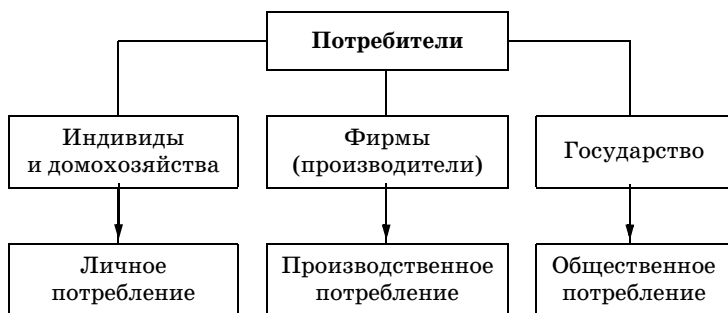 Потребители
Индивиды
и домохозяйства
Фирмы
(производители)
Государство
Личное
потребление
Производственное
потребление
Общественное
потребление